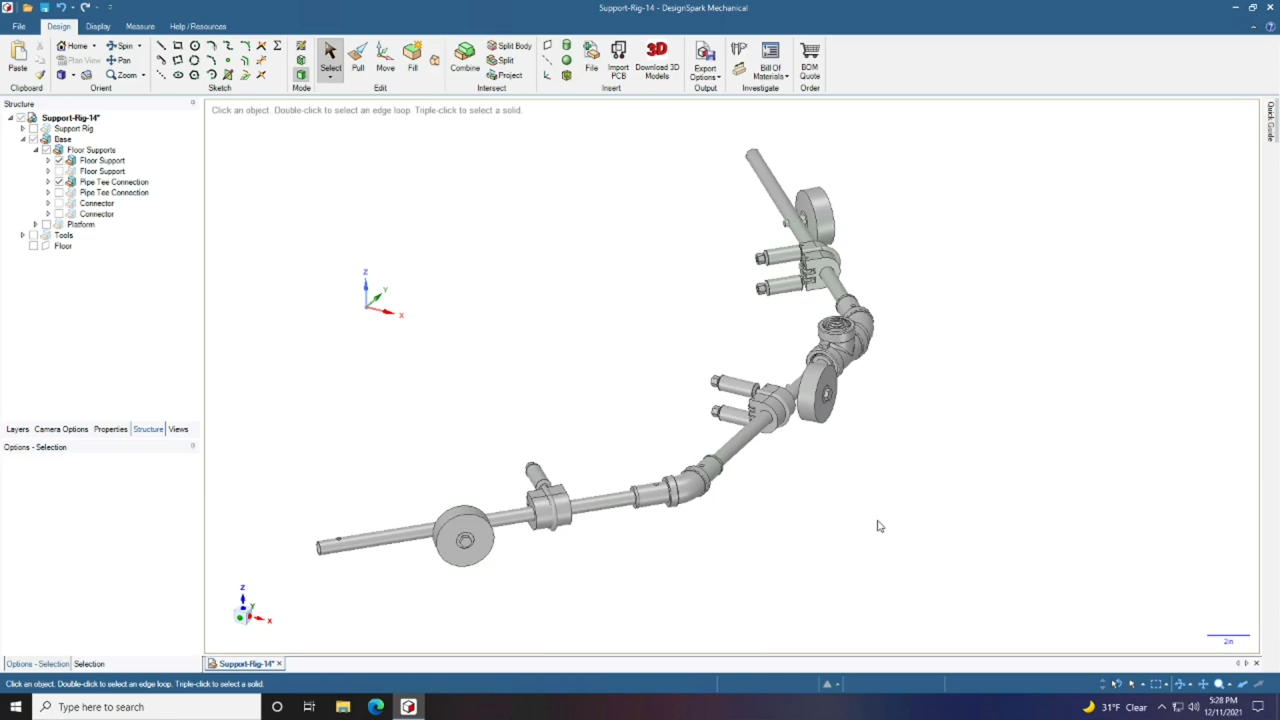 Support-Rig-14 - DesignSpark Mechanical
File Design Display Measure Help/Resources
Paste
Home Spin
Plan View Pan
Zoom
Select Pull Move Fill
Combine
Split Body
Split
Project
File
Import PCB
Download 3D Models
3D
Export Options
Bill Of Materials
BOM Quote
Clipboard Orient Sketch Mode Edit Intersect Insert Output Investigate Order
Structure
Click an object. Double-click to select an edge loop. Triple-click to select a solid.
Quick Guide
Support-Rig-14*
Support Rig
Base
Floor Supports
Floor Support
Floor Support
Pipe Tee Connection
Pipe Tee Connection
Connector
Connector
Platform
Tools
Floor
Z
Y
X
Layers Camera Options Properties Structure Views
Options - Selection
Z
Y
X
2in
Options - Selection Selection
Support-Rig-14*
Click an object. Double-click to select an edge loop. Triple-click to select a solid.
Type here to search
31°F Clear
5:28 PM
12/11/2021